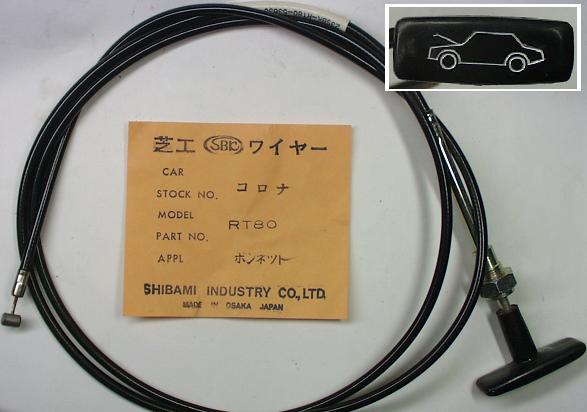 芝工 SBK ワイヤー
CAR
STOCK NO. コロナ
MODEL RT80
PART NO.
APPL ボンネット
SHIBAMI INDUSTRY CO., LTD.
MADE IN OSAKA JAPAN